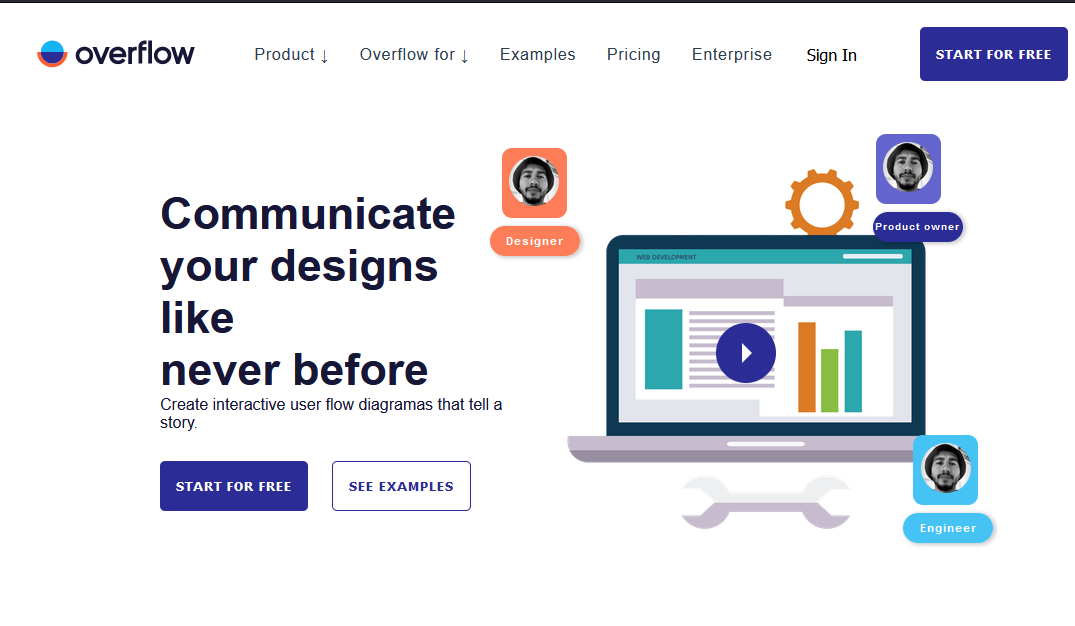 overflow
Product ↓
Overflow for ↓
Examples
Pricing
Enterprise
Sign In
START FOR FREE
Communicate
your designs
like
never before
Create interactive user flow diagramas that tell a
story.
START FOR FREE
SEE EXAMPLES
Designer
Product owner
WEB DEVELOPMENT
Engineer